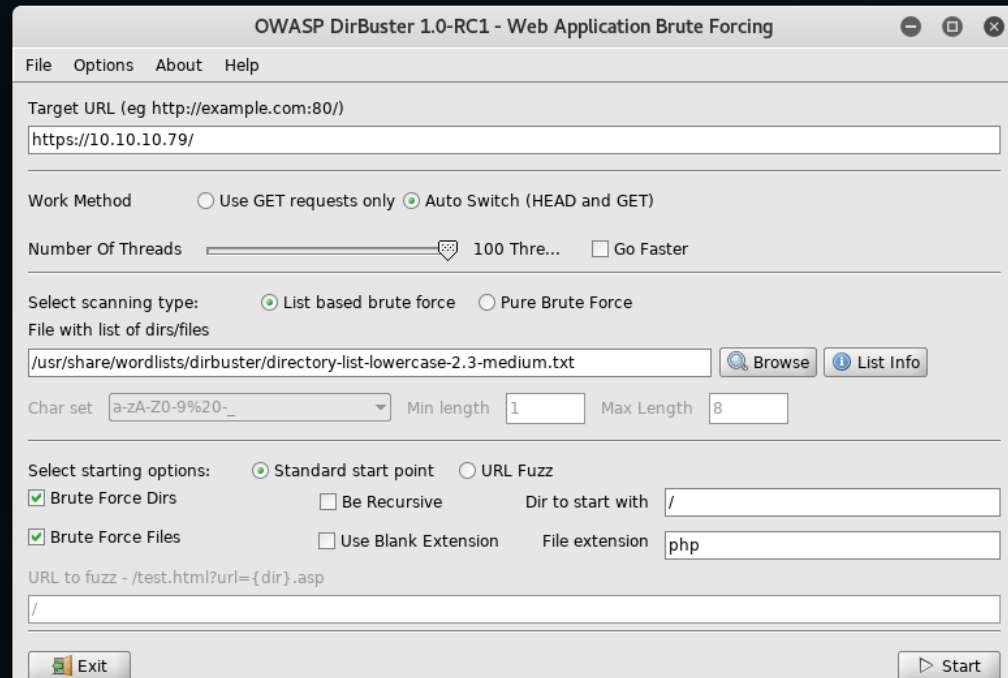 OWASP DirBuster 1.0-RC1 - Web Application Brute Forcing
File Options About Help
Target URL (eg http://example.com:80/)
https://10.10.10.79/
Work Method Use GET requests only Auto Switch (HEAD and GET)
Number Of Threads 100 Thre... Go Faster
Select scanning type: List based brute force Pure Brute Force
File with list of dirs/files
/usr/share/wordlists/dirbuster/directory-list-lowercase-2.3-medium.txt Browse List Info
Char set a-zA-Z0-9%20-_ Min length 1 Max Length 8
Select starting options: Standard start point URL Fuzz
Brute Force Dirs Be Recursive Dir to start with /
Brute Force Files Use Blank Extension File extension php
URL to fuzz - /test.html?url={dir}.asp
/
Exit Start